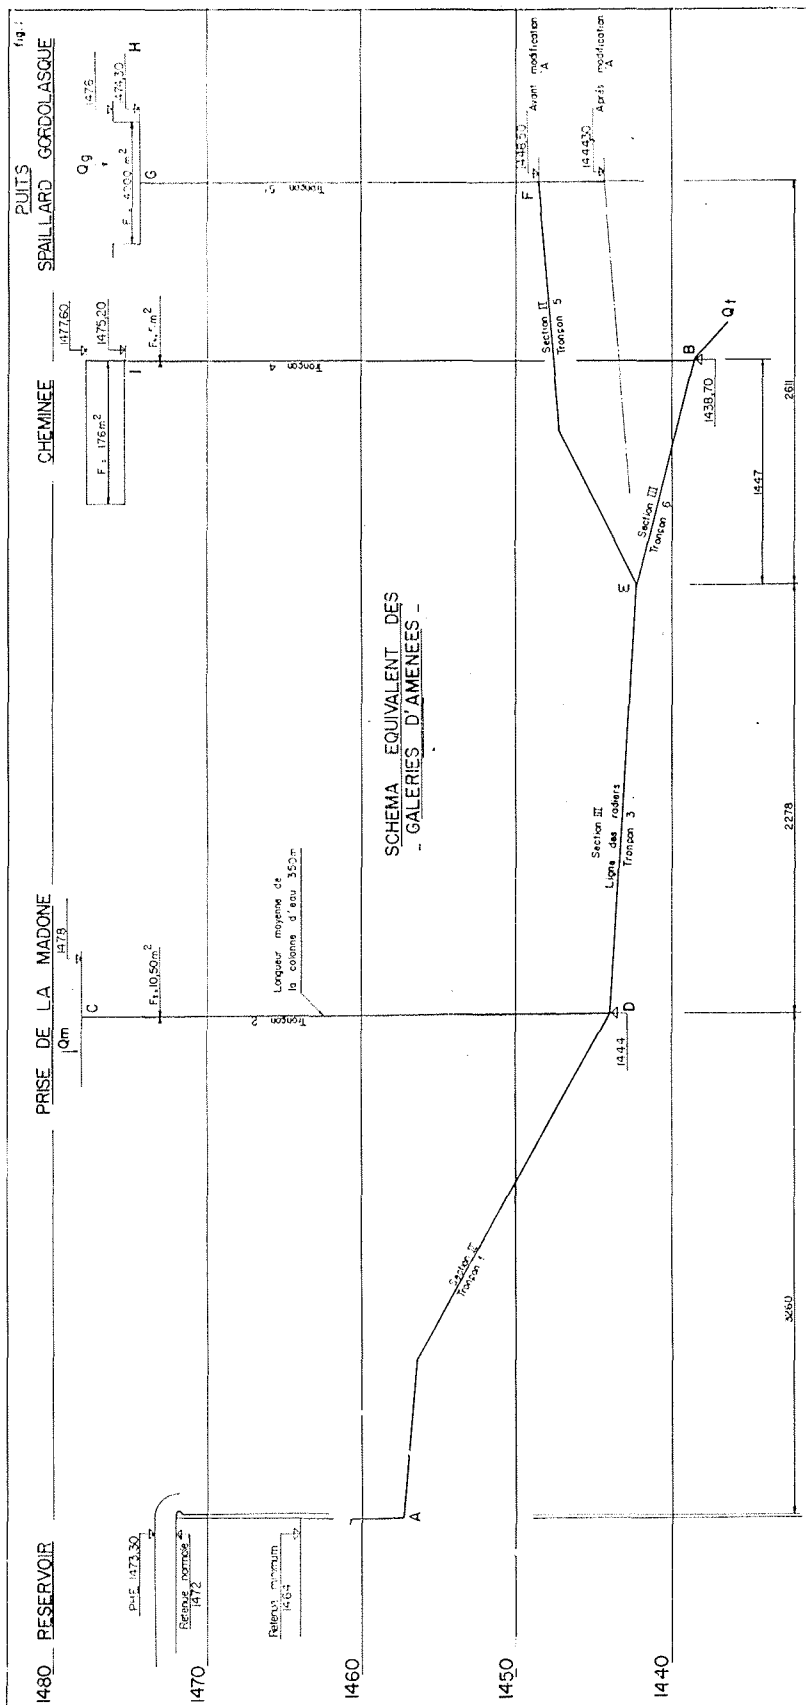 fig. :
PUITS
1480 RESERVOIR
PRISE DE LA MADONE
CHEMINEE
SPAILLARD GORDOLASQUE
PHE 1473,30
Retenue normale
1472
Retenue minimum
1464
1478
Qm
C
F = 10,50 m²
Longueur moyenne de
la colonne d'eau 350m
Tronçon 2
1477,60
1475,20
F = 176 m²
I
Tronçon 4
1476
1474,30
Qg
H
F = 4200 m²
G
Tronçon 5'
1470
1460
1450
1440
SCHEMA EQUIVALENT DES
- GALERIES D'AMENEES -
A
Section II
Tronçon 1
1444
D
Section III
Ligne des radiers
Tronçon 3
E
Section II
Tronçon 5
Section III
Tronçon 6
F
1448,50
Avant modification
"A"
1444,30
Après modification
"A"
B
Qt
1438,70
1447
3260
2278
2611